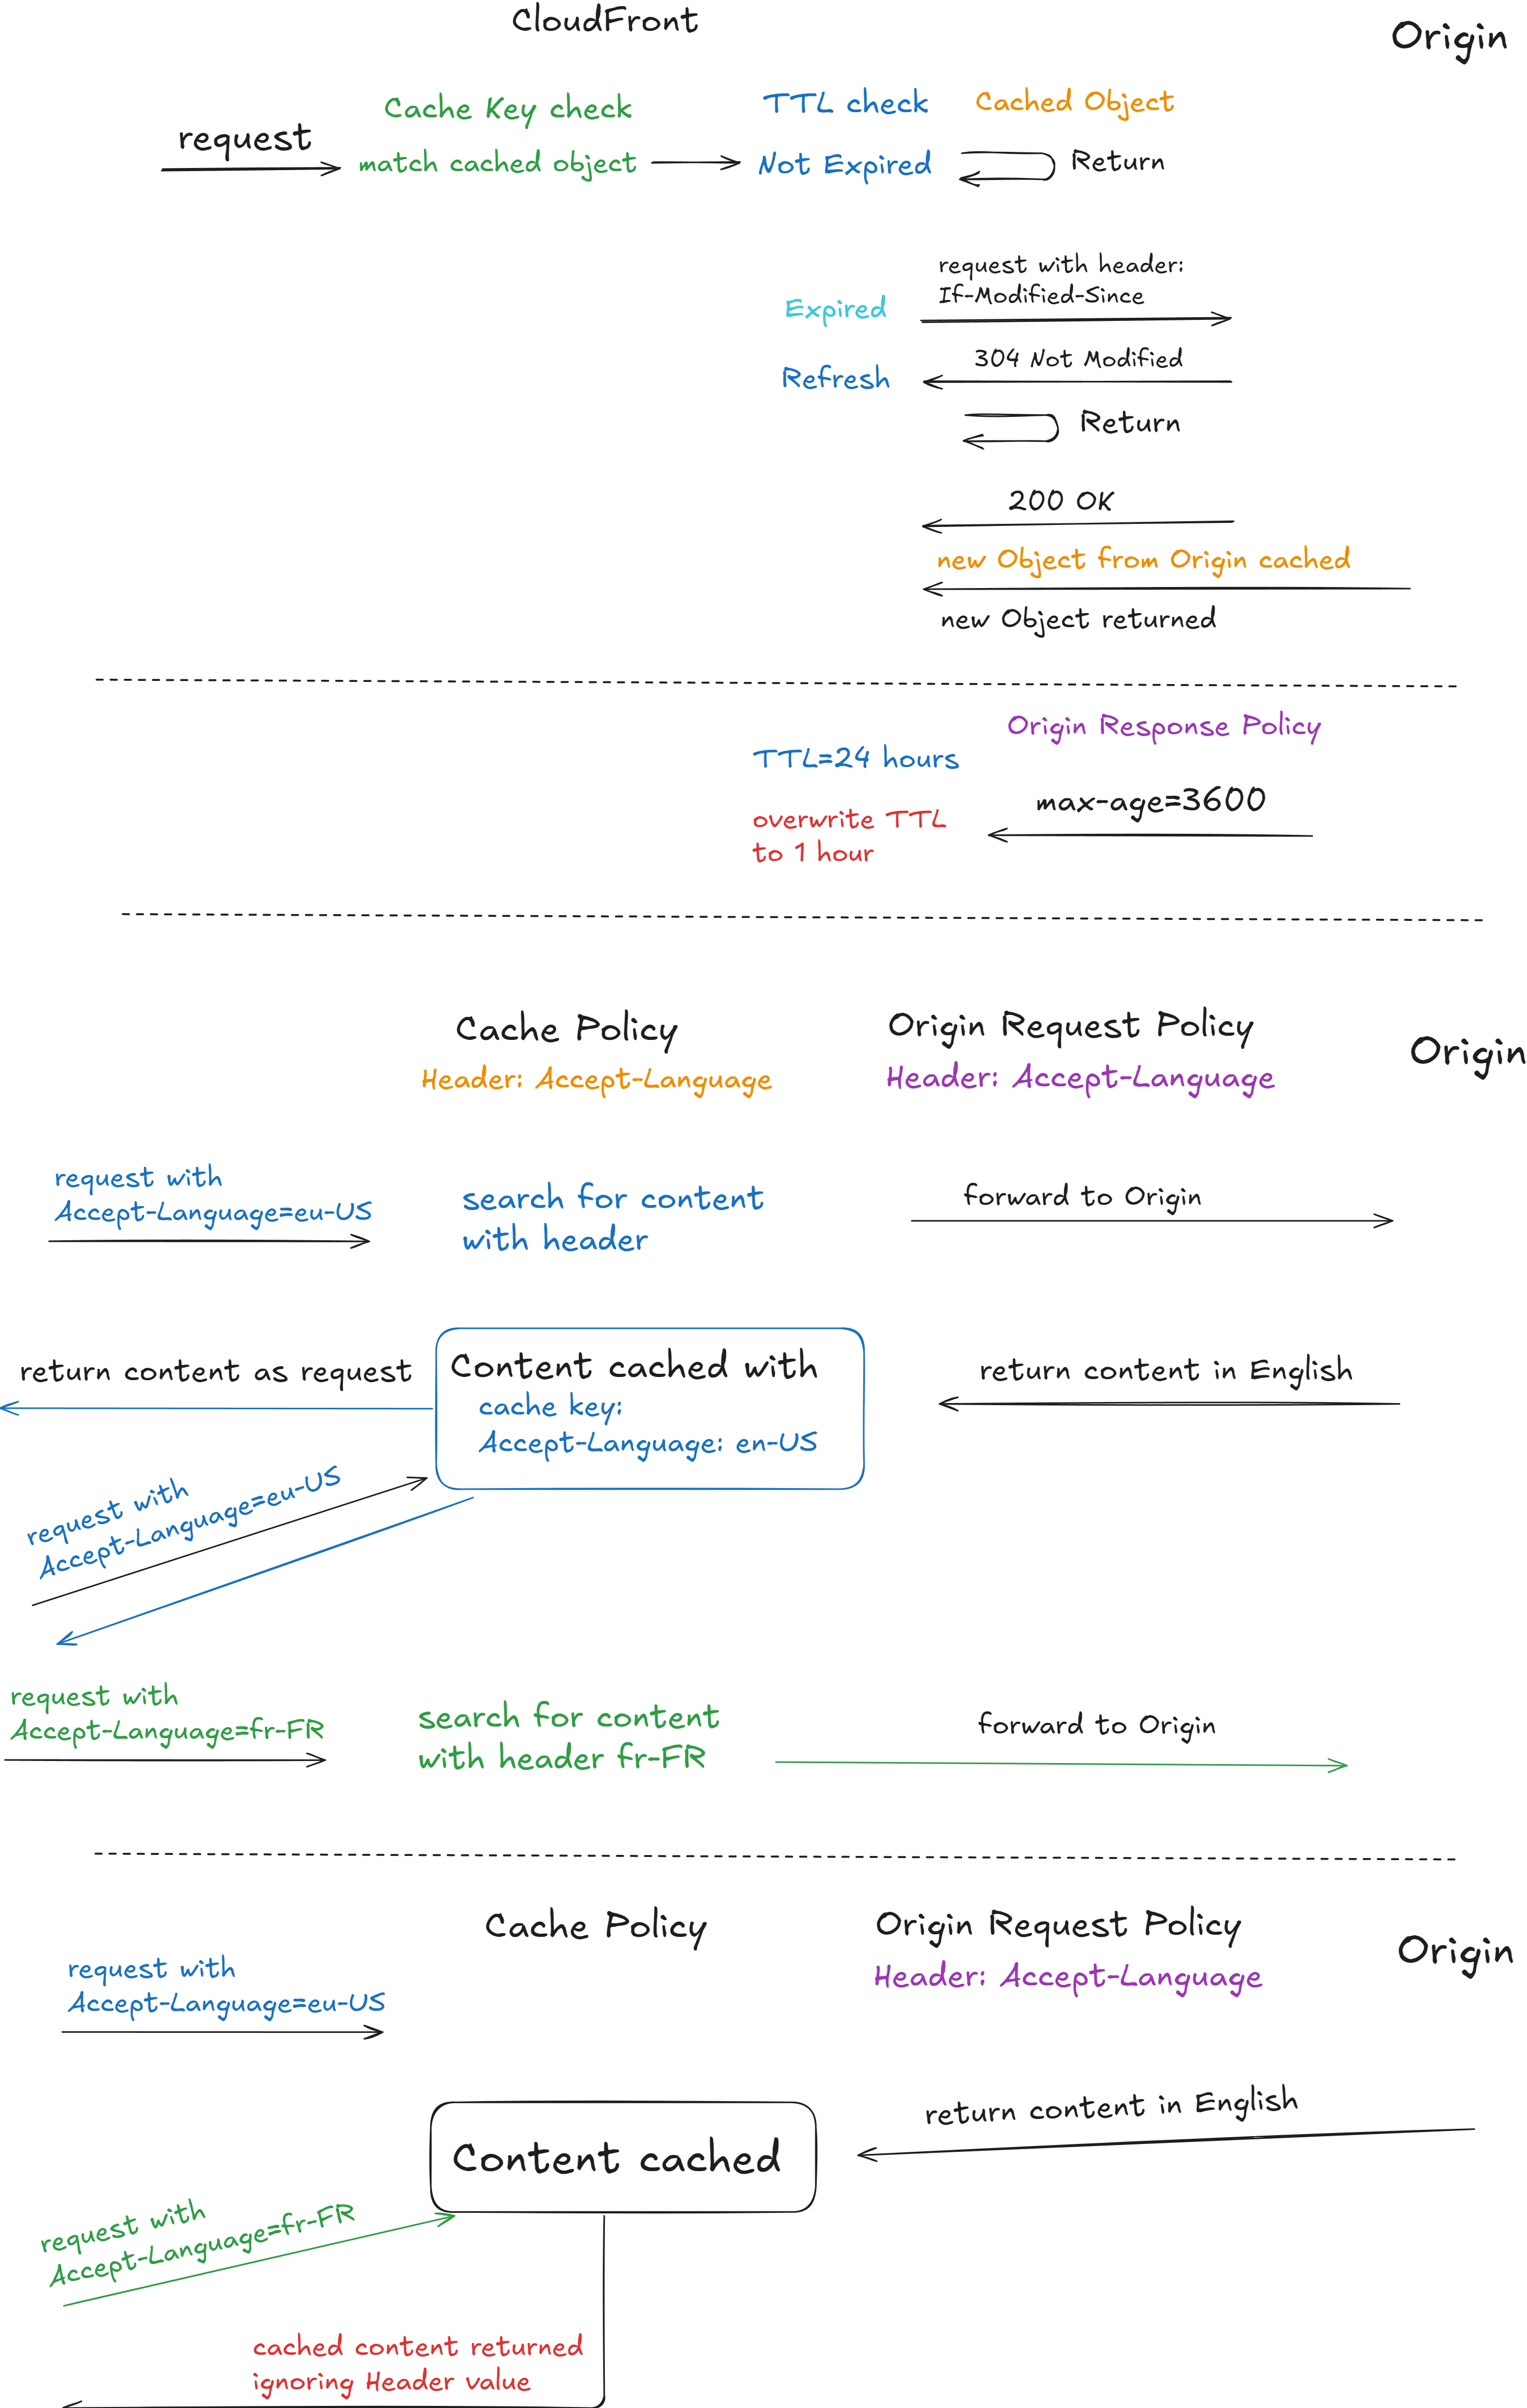 CloudFront
Origin
request
Cache Key check
match cached object
TTL check
Not Expired
Cached Object
Return
Expired
request with header:
If-Modified-Since
Refresh
304 Not Modified
Return
200 OK
new Object from Origin cached
new Object returned
Origin Response Policy
TTL=24 hours
max-age=3600
overwrite TTL
to 1 hour
Cache Policy
Header: Accept-Language
Origin Request Policy
Header: Accept-Language
Origin
request with
Accept-Language=eu-US
search for content
with header
forward to Origin
return content as request
Content cached with
cache key:
Accept-Language: en-US
return content in English
request with
Accept-Language=eu-US
request with
Accept-Language=fr-FR
search for content
with header fr-FR
forward to Origin
Cache Policy
Origin Request Policy
Header: Accept-Language
Origin
request with
Accept-Language=eu-US
Content cached
return content in English
request with
Accept-Language=fr-FR
cached content returned
ignoring Header value